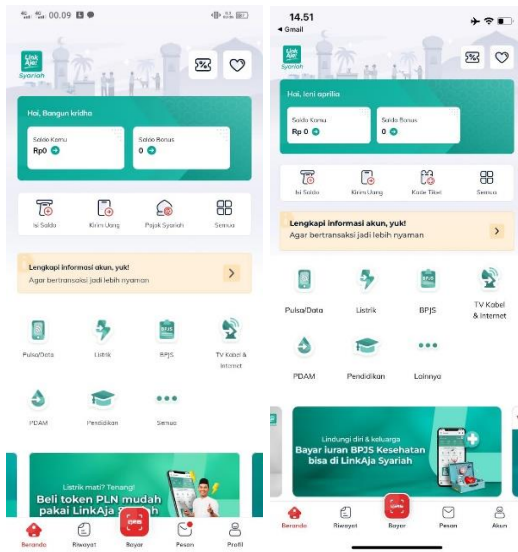 00.09
Link
Aja!
Syariah
Hai, Bangun kridha
Saldo Kamu
Rp0
Saldo Bonus
0
Isi Saldo
Kirim Uang
Pajak Syariah
Semua
Lengkapi informasi akun, yuk!
Agar bertransaksi jadi lebih nyaman
Pulsa/Data
Listrik
BPJS
TV Kabel &
Internet
PDAM
Pendidikan
Semua
Listrik mati? Tenang!
Beli token PLN mudah
pakai LinkAja
Beranda
Riwayat
Bayar
Pesan
Profil
14.51
Gmail
Link
Aja!
Syariah
Hai, leni aprilia
Saldo Kamu
Rp 0
Saldo Bonus
0
Isi Saldo
Kirim Uang
Kode Tiket
Semua
Lengkapi informasi akun, yuk!
Agar bertransaksi jadi lebih nyaman
Pulsa/Data
Listrik
BPJS
TV Kabel
& Internet
PDAM
Pendidikan
Lainnya
Lindungi diri & keluarga
Bayar iuran BPJS Kesehatan
bisa di LinkAja Syariah
Beranda
Riwayat
Bayar
Pesan
Akun